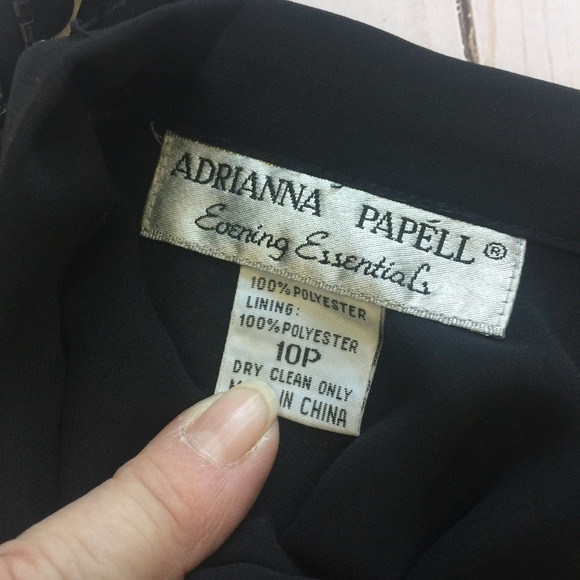 ADRIANNA PAPÉLL®
Evening Essentials
100% POLYESTER
LINING:
100% POLYESTER
10P
DRY CLEAN ONLY
IN CHINA